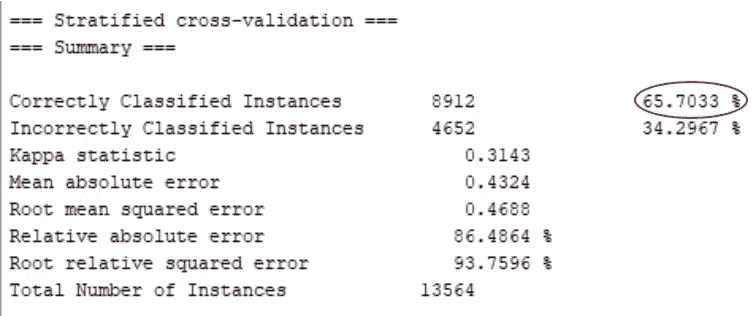 === Stratified cross-validation ===
=== Summary ===
Correctly Classified Instances 8912 65.7033 %
Incorrectly Classified Instances 4652 34.2967 %
Kappa statistic 0.3143
Mean absolute error 0.4324
Root mean squared error 0.4688
Relative absolute error 86.4864 %
Root relative squared error 93.7596 %
Total Number of Instances 13564